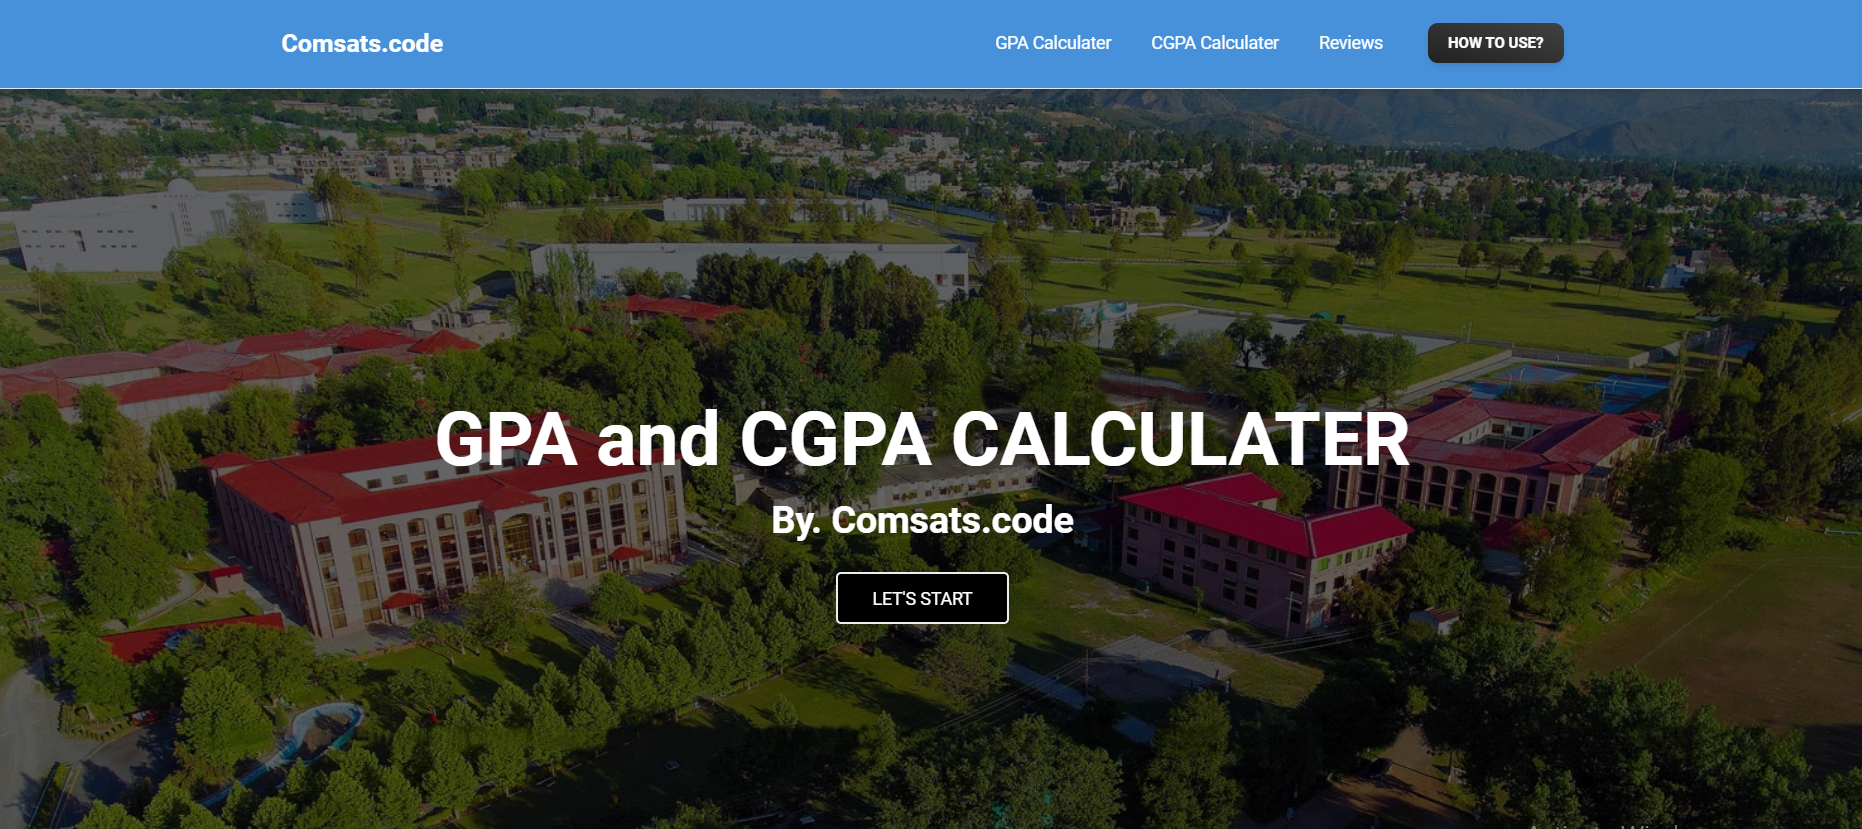 Comsats.code
GPA Calculater
CGPA Calculater
Reviews
HOW TO USE?
GPA and CGPA CALCULATER
By. Comsats.code
LET'S START